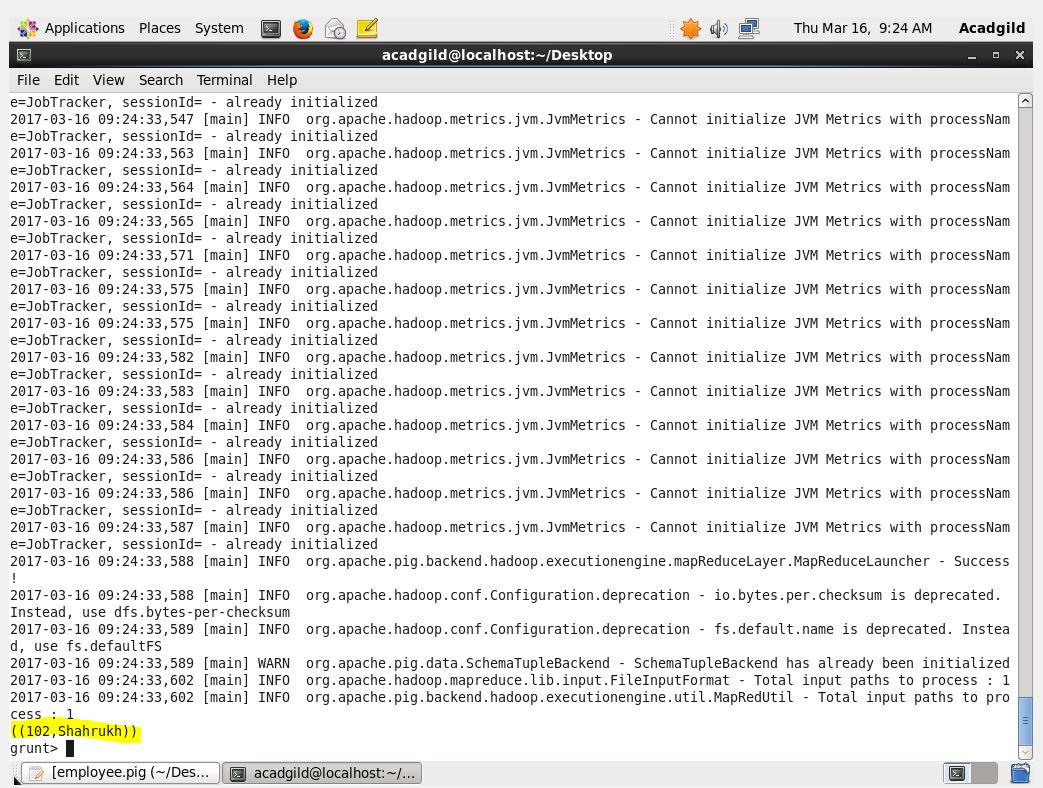 Applications Places System Thu Mar 16, 9:24 AM Acadgild
acadgild@localhost:~/Desktop
File Edit View Search Terminal Help
e=JobTracker, sessionId= - already initialized
2017-03-16 09:24:33,547 [main] INFO  org.apache.hadoop.metrics.jvm.JvmMetrics - Cannot initialize JVM Metrics with processNam
e=JobTracker, sessionId= - already initialized
2017-03-16 09:24:33,563 [main] INFO  org.apache.hadoop.metrics.jvm.JvmMetrics - Cannot initialize JVM Metrics with processNam
e=JobTracker, sessionId= - already initialized
2017-03-16 09:24:33,564 [main] INFO  org.apache.hadoop.metrics.jvm.JvmMetrics - Cannot initialize JVM Metrics with processNam
e=JobTracker, sessionId= - already initialized
2017-03-16 09:24:33,565 [main] INFO  org.apache.hadoop.metrics.jvm.JvmMetrics - Cannot initialize JVM Metrics with processNam
e=JobTracker, sessionId= - already initialized
2017-03-16 09:24:33,571 [main] INFO  org.apache.hadoop.metrics.jvm.JvmMetrics - Cannot initialize JVM Metrics with processNam
e=JobTracker, sessionId= - already initialized
2017-03-16 09:24:33,575 [main] INFO  org.apache.hadoop.metrics.jvm.JvmMetrics - Cannot initialize JVM Metrics with processNam
e=JobTracker, sessionId= - already initialized
2017-03-16 09:24:33,575 [main] INFO  org.apache.hadoop.metrics.jvm.JvmMetrics - Cannot initialize JVM Metrics with processNam
e=JobTracker, sessionId= - already initialized
2017-03-16 09:24:33,582 [main] INFO  org.apache.hadoop.metrics.jvm.JvmMetrics - Cannot initialize JVM Metrics with processNam
e=JobTracker, sessionId= - already initialized
2017-03-16 09:24:33,583 [main] INFO  org.apache.hadoop.metrics.jvm.JvmMetrics - Cannot initialize JVM Metrics with processNam
e=JobTracker, sessionId= - already initialized
2017-03-16 09:24:33,584 [main] INFO  org.apache.hadoop.metrics.jvm.JvmMetrics - Cannot initialize JVM Metrics with processNam
e=JobTracker, sessionId= - already initialized
2017-03-16 09:24:33,586 [main] INFO  org.apache.hadoop.metrics.jvm.JvmMetrics - Cannot initialize JVM Metrics with processNam
e=JobTracker, sessionId= - already initialized
2017-03-16 09:24:33,586 [main] INFO  org.apache.hadoop.metrics.jvm.JvmMetrics - Cannot initialize JVM Metrics with processNam
e=JobTracker, sessionId= - already initialized
2017-03-16 09:24:33,587 [main] INFO  org.apache.hadoop.metrics.jvm.JvmMetrics - Cannot initialize JVM Metrics with processNam
e=JobTracker, sessionId= - already initialized
2017-03-16 09:24:33,588 [main] INFO  org.apache.pig.backend.hadoop.executionengine.mapReduceLayer.MapReduceLauncher - Success
!
2017-03-16 09:24:33,588 [main] INFO  org.apache.hadoop.conf.Configuration.deprecation - io.bytes.per.checksum is deprecated.
Instead, use dfs.bytes-per-checksum
2017-03-16 09:24:33,589 [main] INFO  org.apache.hadoop.conf.Configuration.deprecation - fs.default.name is deprecated. Instea
d, use fs.defaultFS
2017-03-16 09:24:33,589 [main] WARN  org.apache.pig.data.SchemaTupleBackend - SchemaTupleBackend has already been initialized
2017-03-16 09:24:33,602 [main] INFO  org.apache.hadoop.mapreduce.lib.input.FileInputFormat - Total input paths to process : 1
2017-03-16 09:24:33,602 [main] INFO  org.apache.pig.backend.hadoop.executionengine.util.MapRedUtil - Total input paths to pro
cess : 1
((102,Shahrukh))
grunt>
[employee.pig (~/Des... acadgild@localhost:~/...